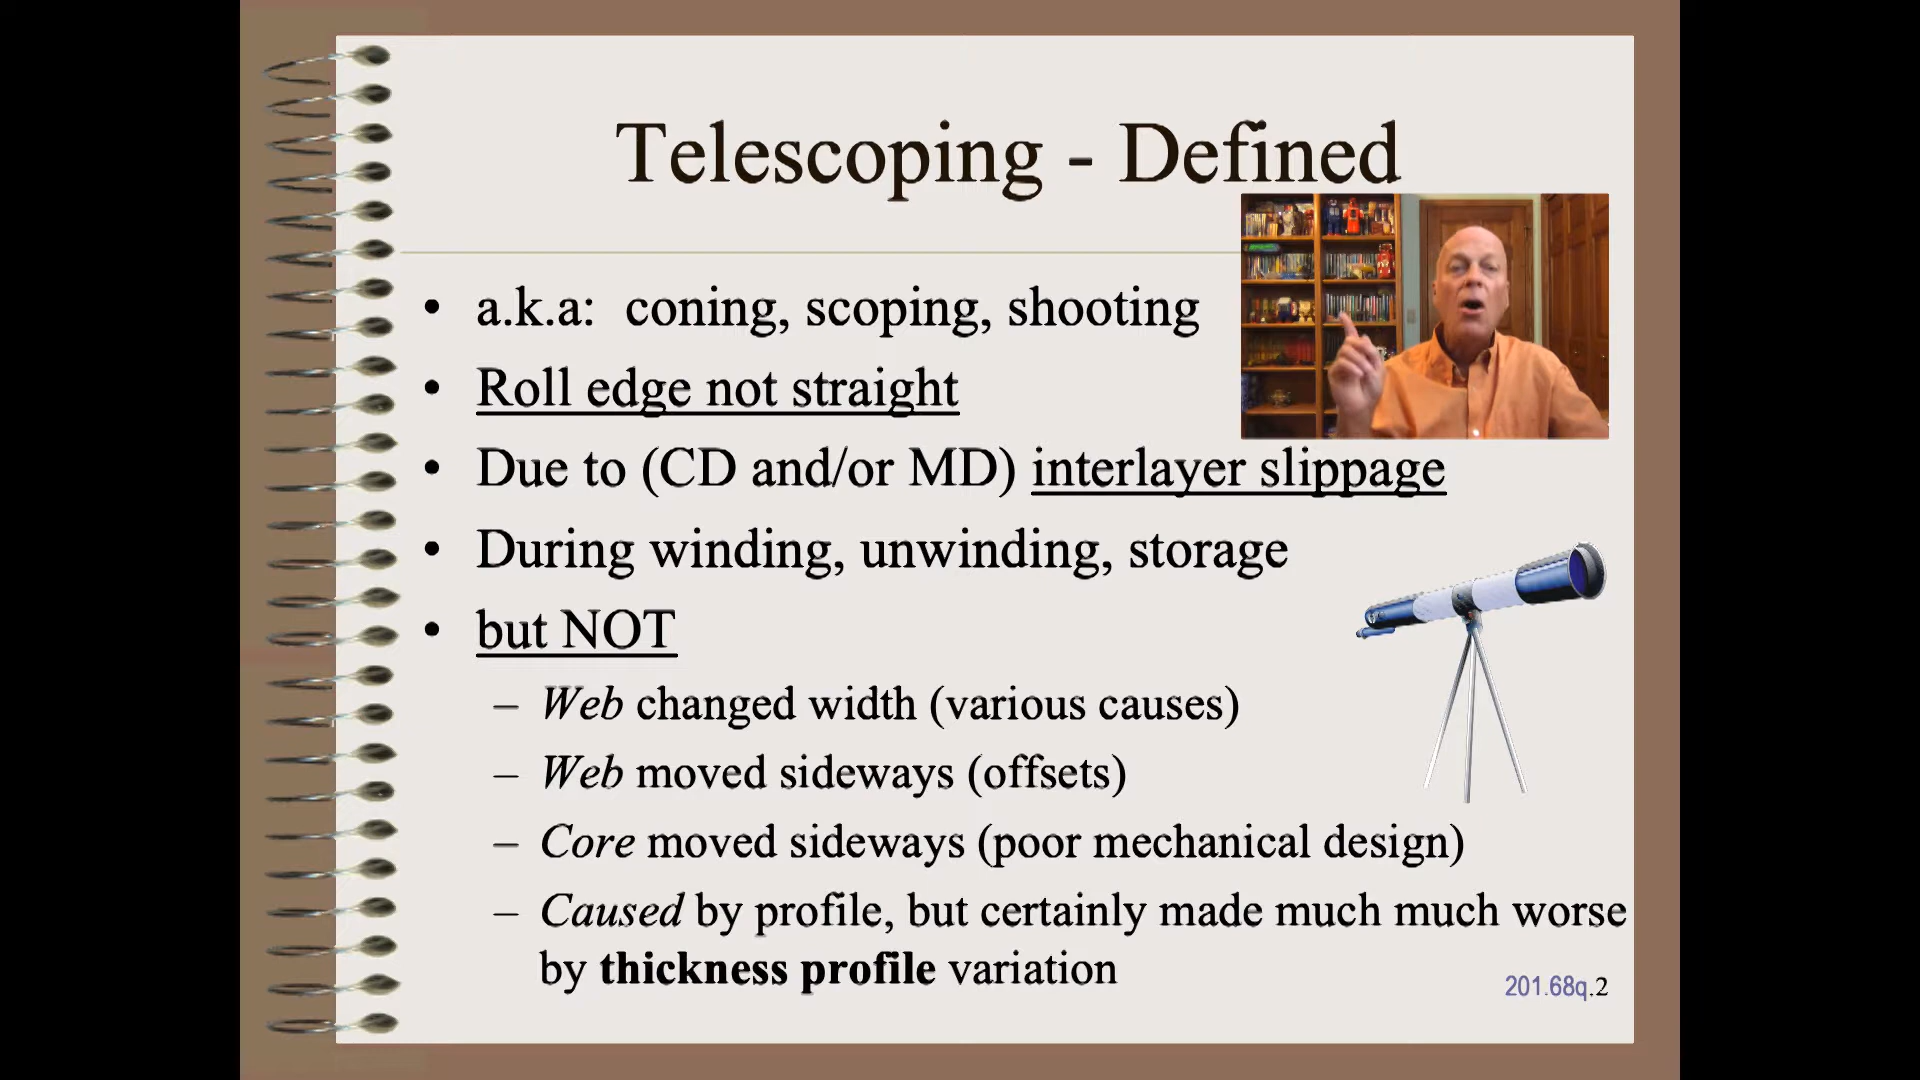 Telescoping - Defined
• a.k.a: coning, scoping, shooting
• Roll edge not straight
• Due to (CD and/or MD) interlayer slippage
• During winding, unwinding, storage
• but NOT
– Web changed width (various causes)
– Web moved sideways (offsets)
– Core moved sideways (poor mechanical design)
– Caused by profile, but certainly made much much worse
by thickness profile variation
201.68q.2